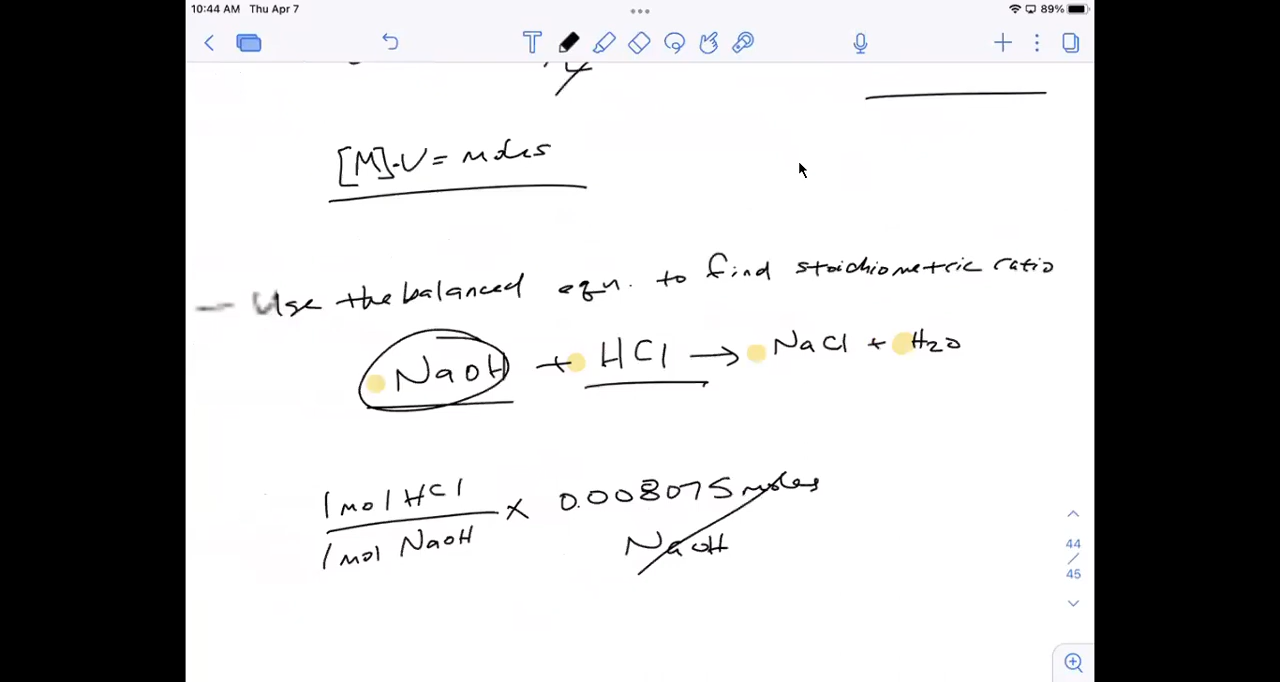 10:44 AM Thu Apr 7
89%
[M]·V = moles
- Use the balanced eqn. to find stoichiometric ratio
NaOH + HCl → NaCl + H2O
1 mol HCl
1 mol NaOH
× 0.008075 moles
NaOH
44
45